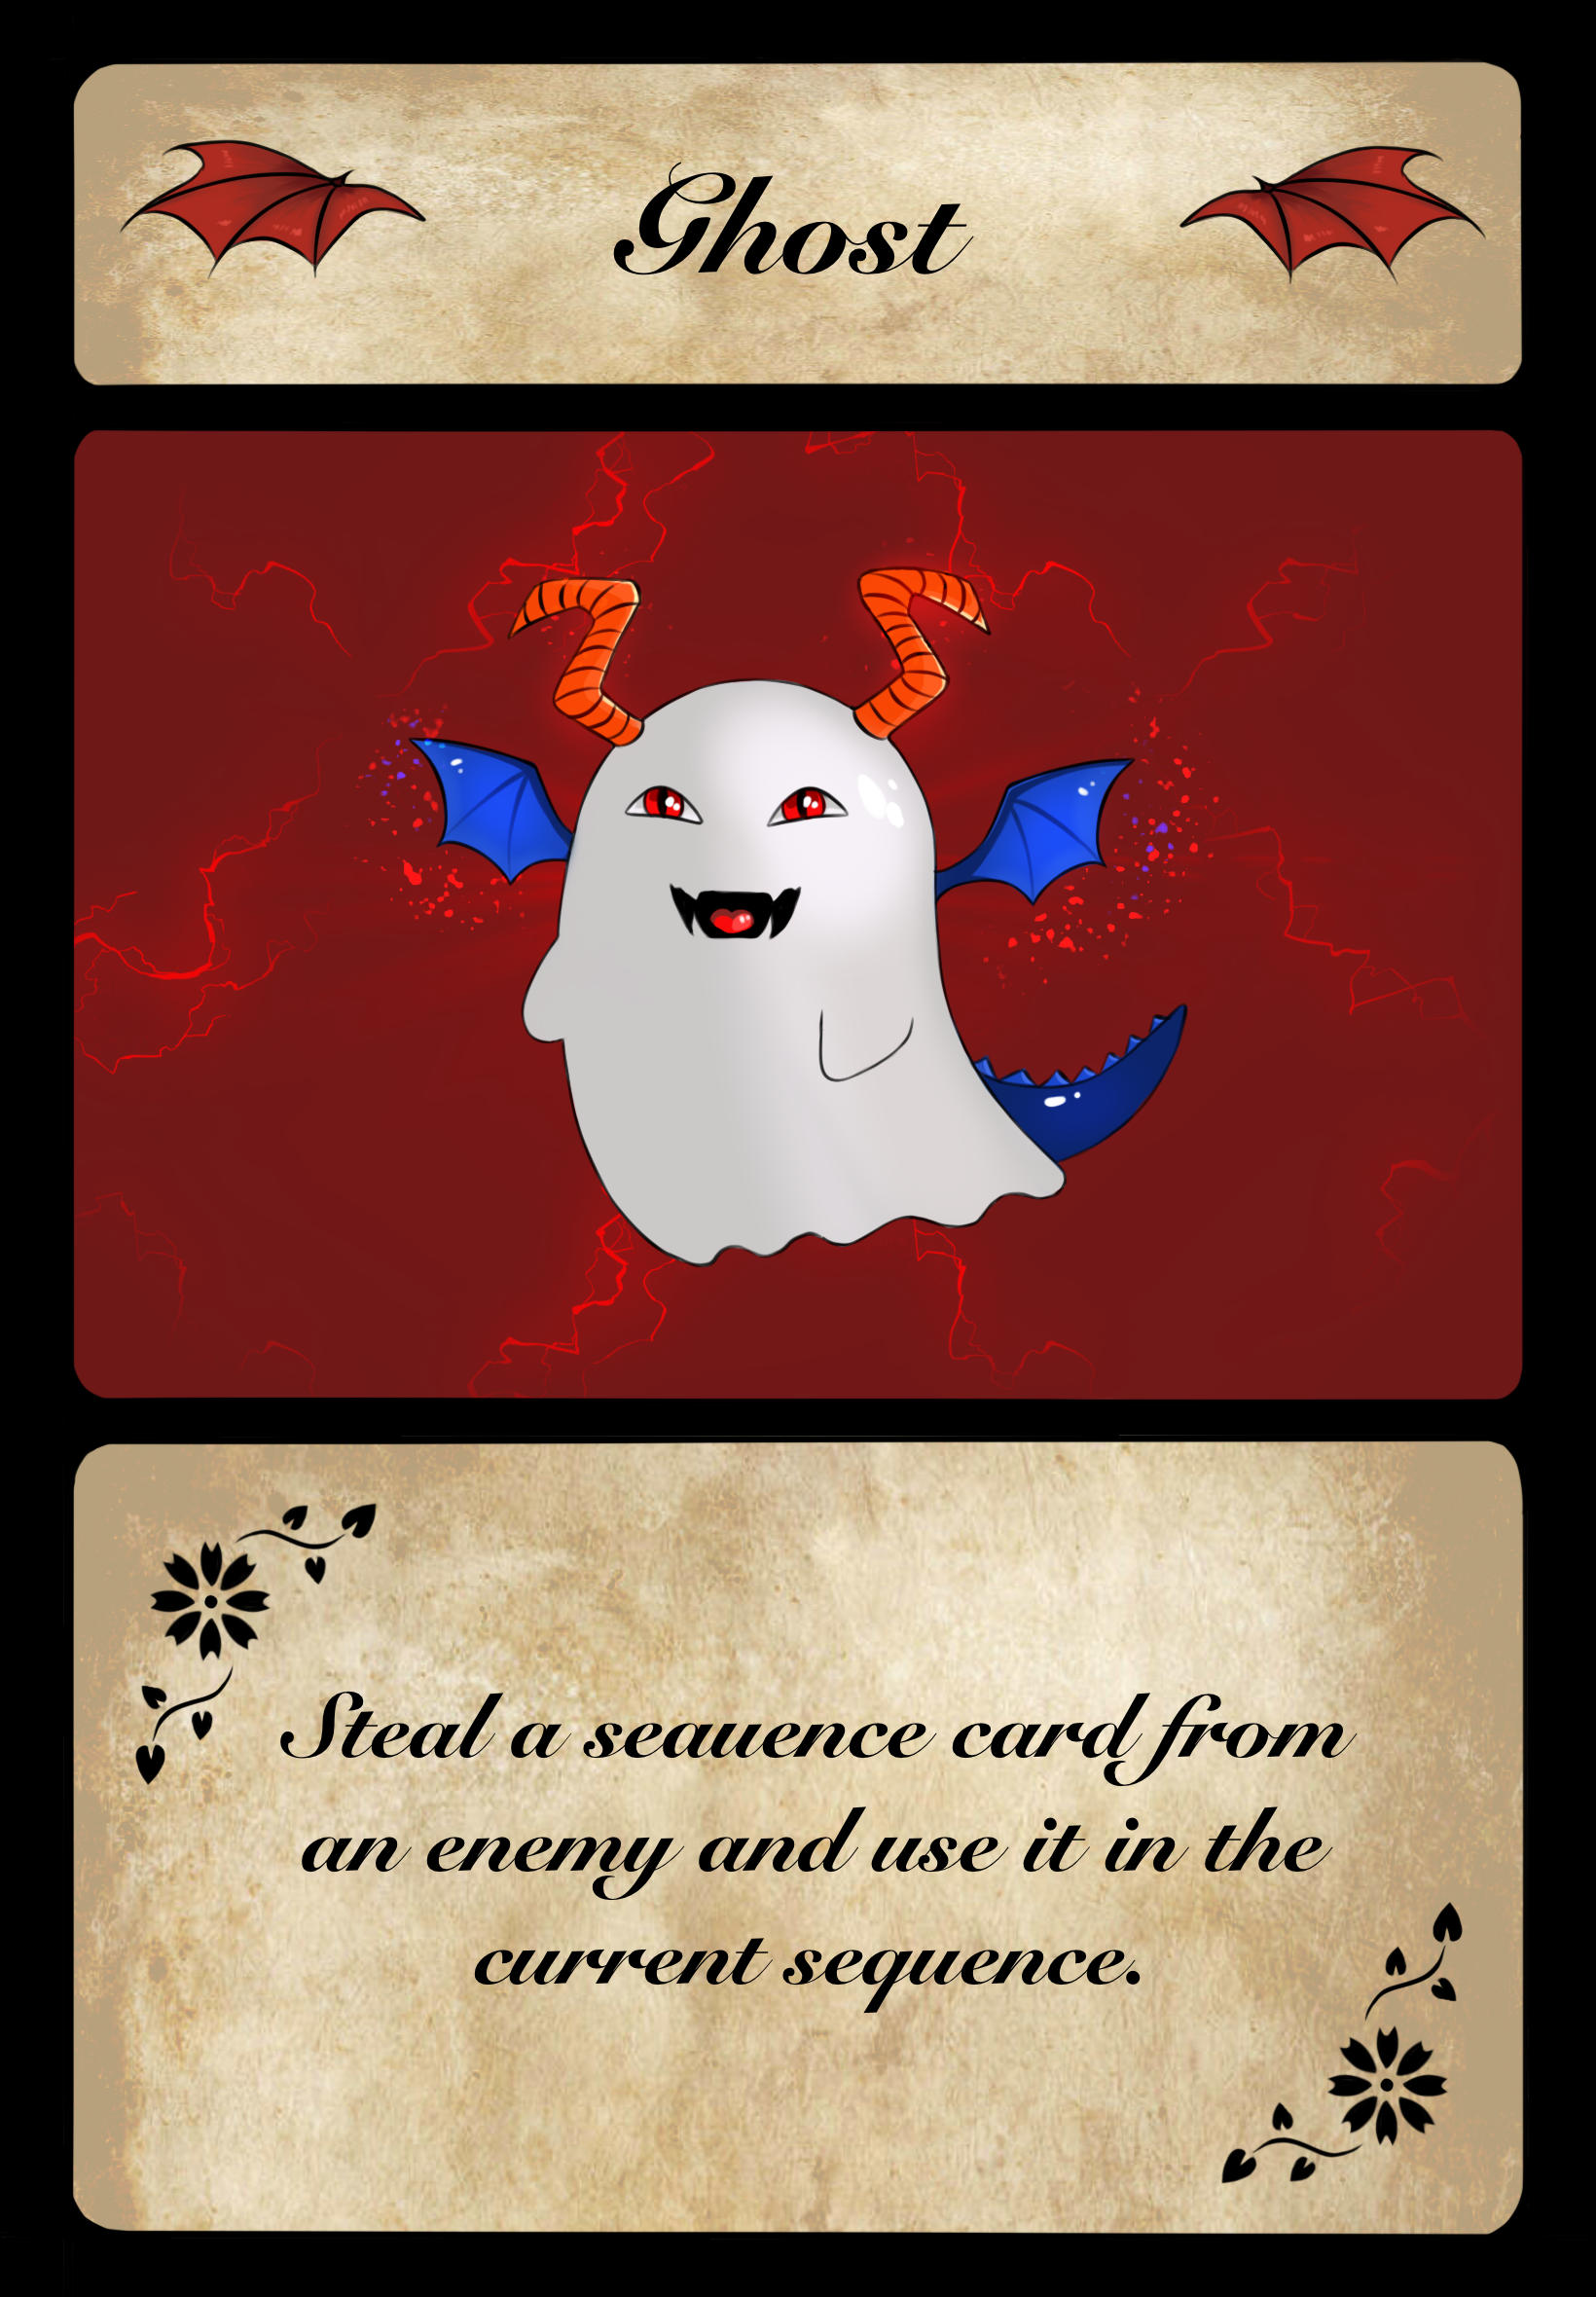 Ghost
Steal a seauence card from
an enemy and use it in the
current sequence.